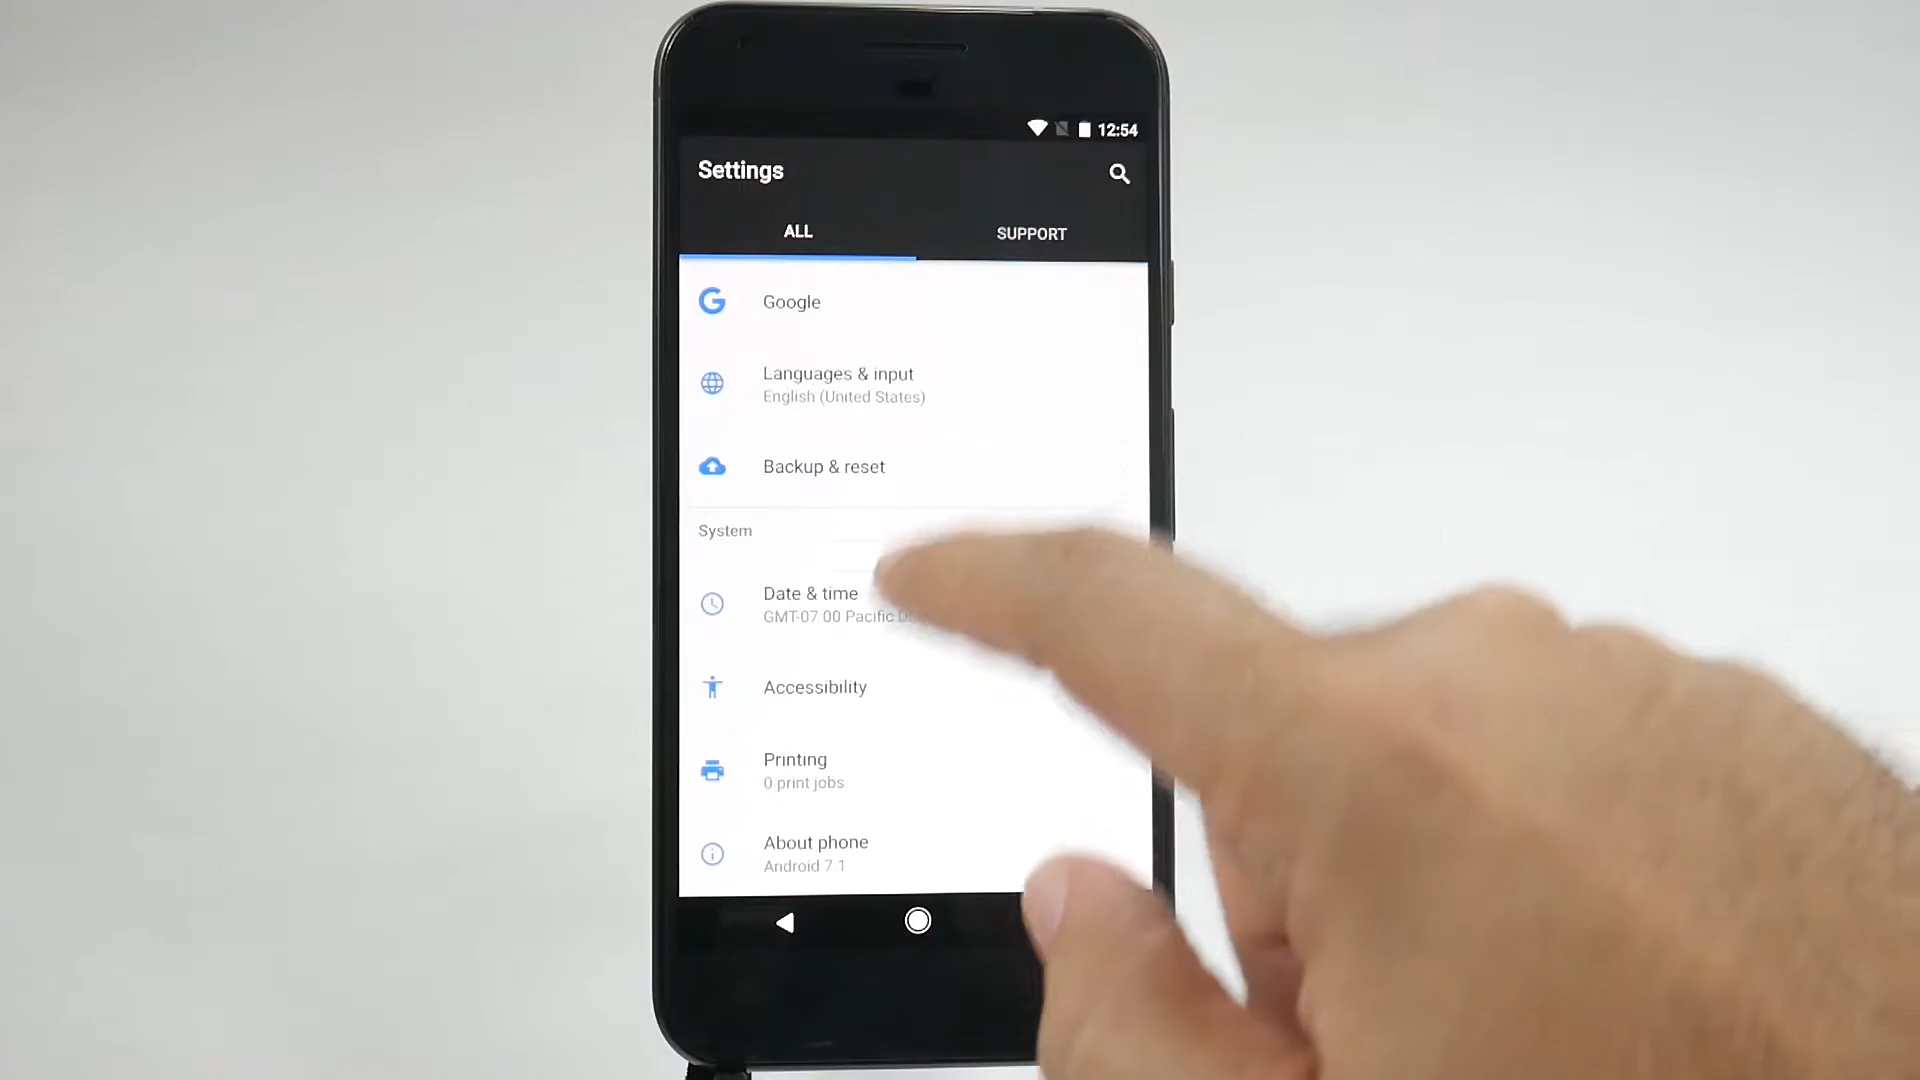 12:54
Settings
ALL
SUPPORT
Google
Languages & input
English (United States)
Backup & reset
System
Date & time
GMT-07 00 Pacific
Accessibility
Printing
0 print jobs
About phone
Android 7 1